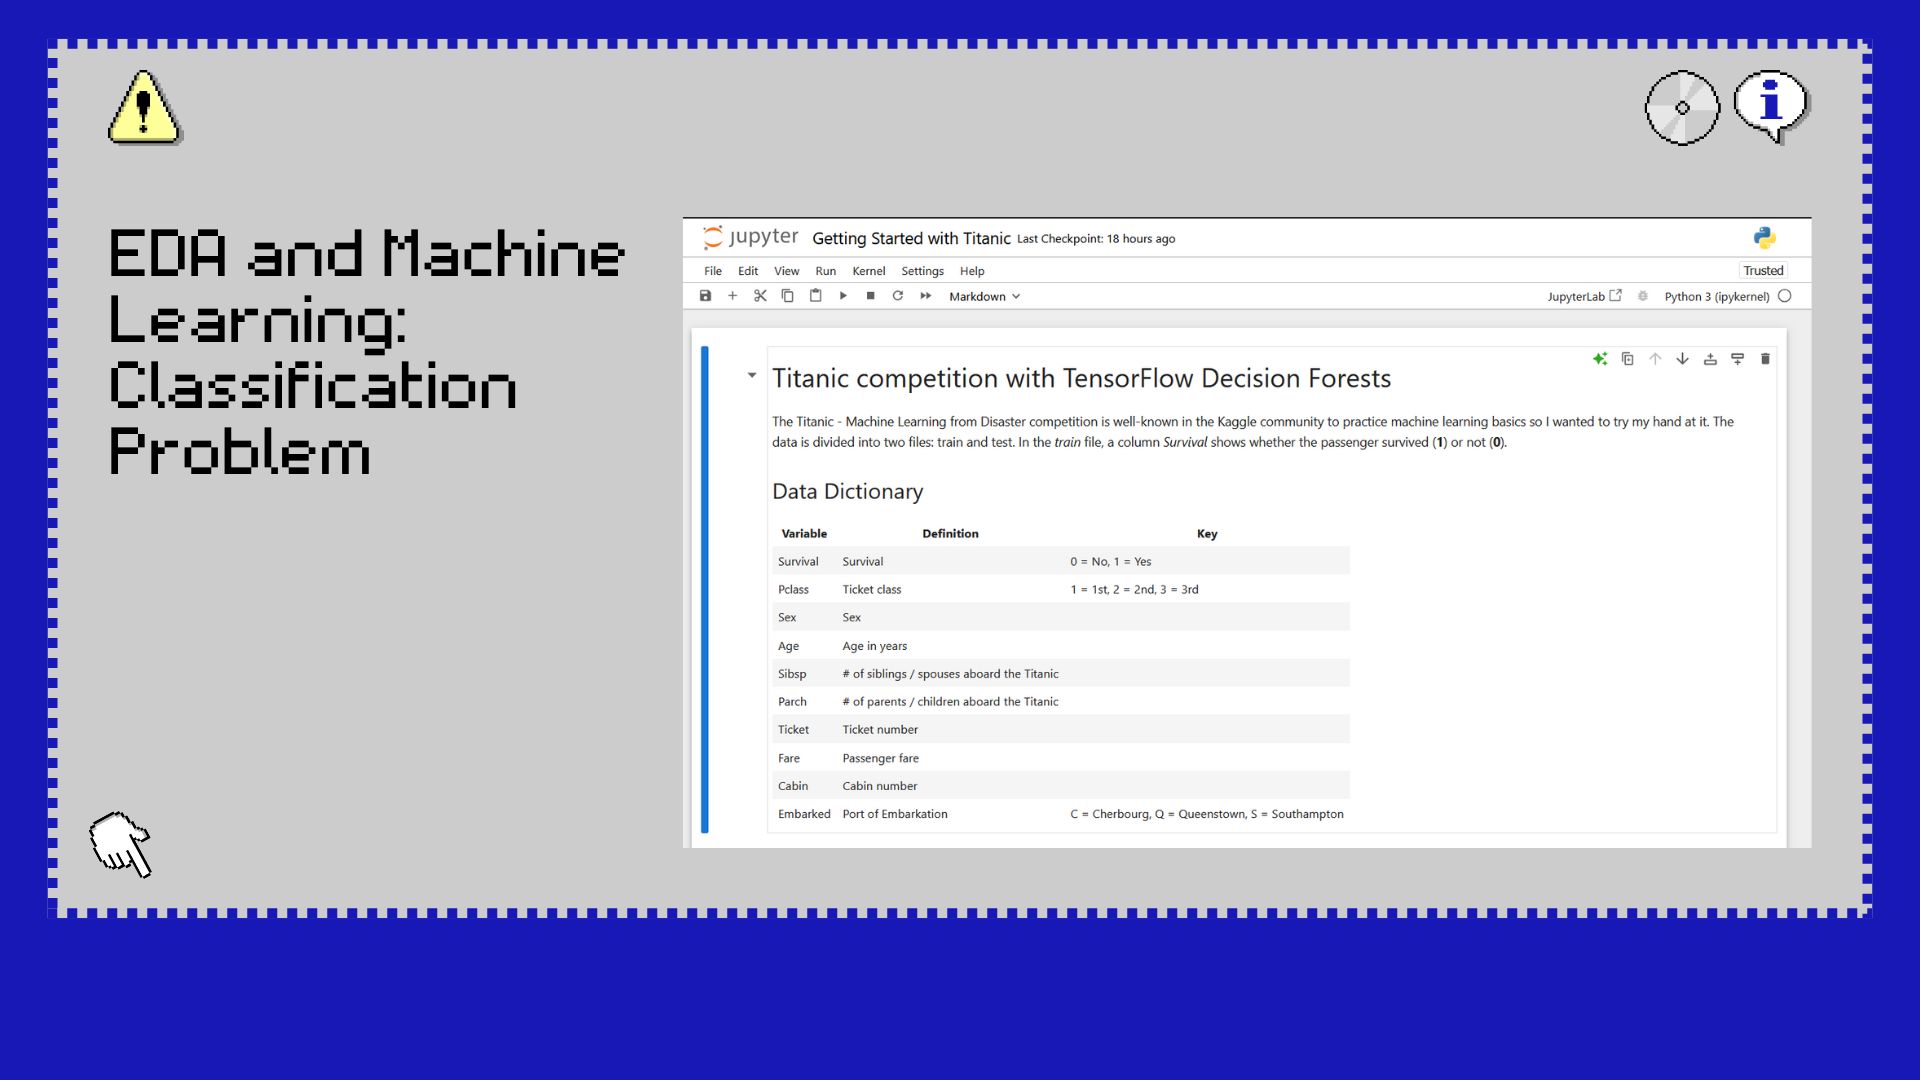 EDA and Machine
Learning:
Classification
Problem
jupyter Getting Started with Titanic Last Checkpoint: 18 hours ago
File Edit View Run Kernel Settings Help Trusted
Markdown JupyterLab Python 3 (ipykernel)
Titanic competition with TensorFlow Decision Forests
The Titanic - Machine Learning from Disaster competition is well-known in the Kaggle community to practice machine learning basics so I wanted to try my hand at it. The
data is divided into two files: train and test. In the train file, a column Survival shows whether the passenger survived (1) or not (0).
Data Dictionary
Variable Definition Key
Survival Survival 0 = No, 1 = Yes
Pclass Ticket class 1 = 1st, 2 = 2nd, 3 = 3rd
Sex Sex
Age Age in years
Sibsp # of siblings / spouses aboard the Titanic
Parch # of parents / children aboard the Titanic
Ticket Ticket number
Fare Passenger fare
Cabin Cabin number
Embarked Port of Embarkation C = Cherbourg, Q = Queenstown, S = Southampton